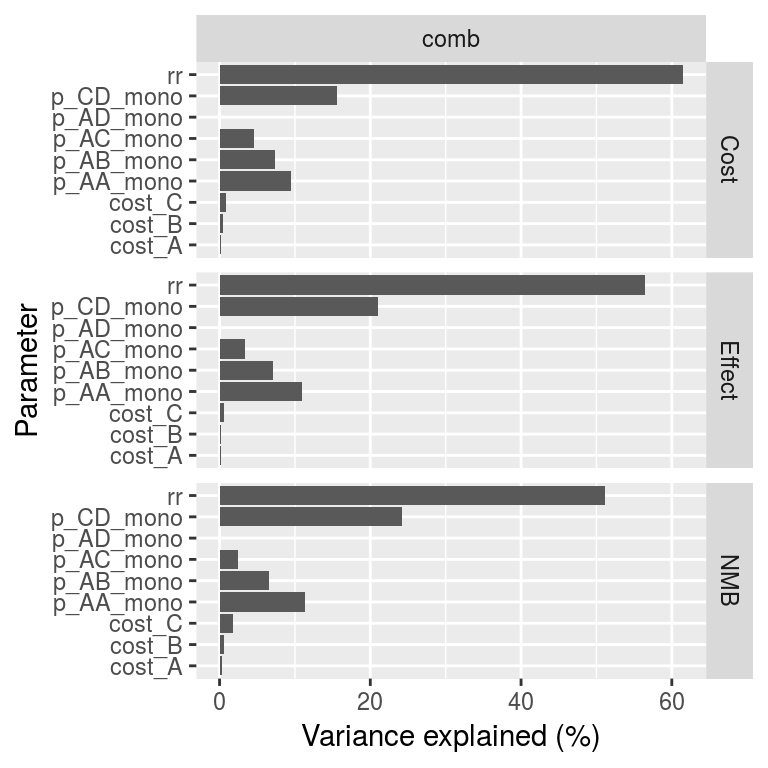 comb
rr
p_CD_mono
p_AD_mono
p_AC_mono
p_AB_mono
p_AA_mono
cost_C
cost_B
cost_A
Cost
rr
p_CD_mono
p_AD_mono
p_AC_mono
p_AB_mono
p_AA_mono
cost_C
cost_B
cost_A
Effect
Parameter
rr
p_CD_mono
p_AD_mono
p_AC_mono
p_AB_mono
p_AA_mono
cost_C
cost_B
cost_A
NMB
0 20 40 60
Variance explained (%)